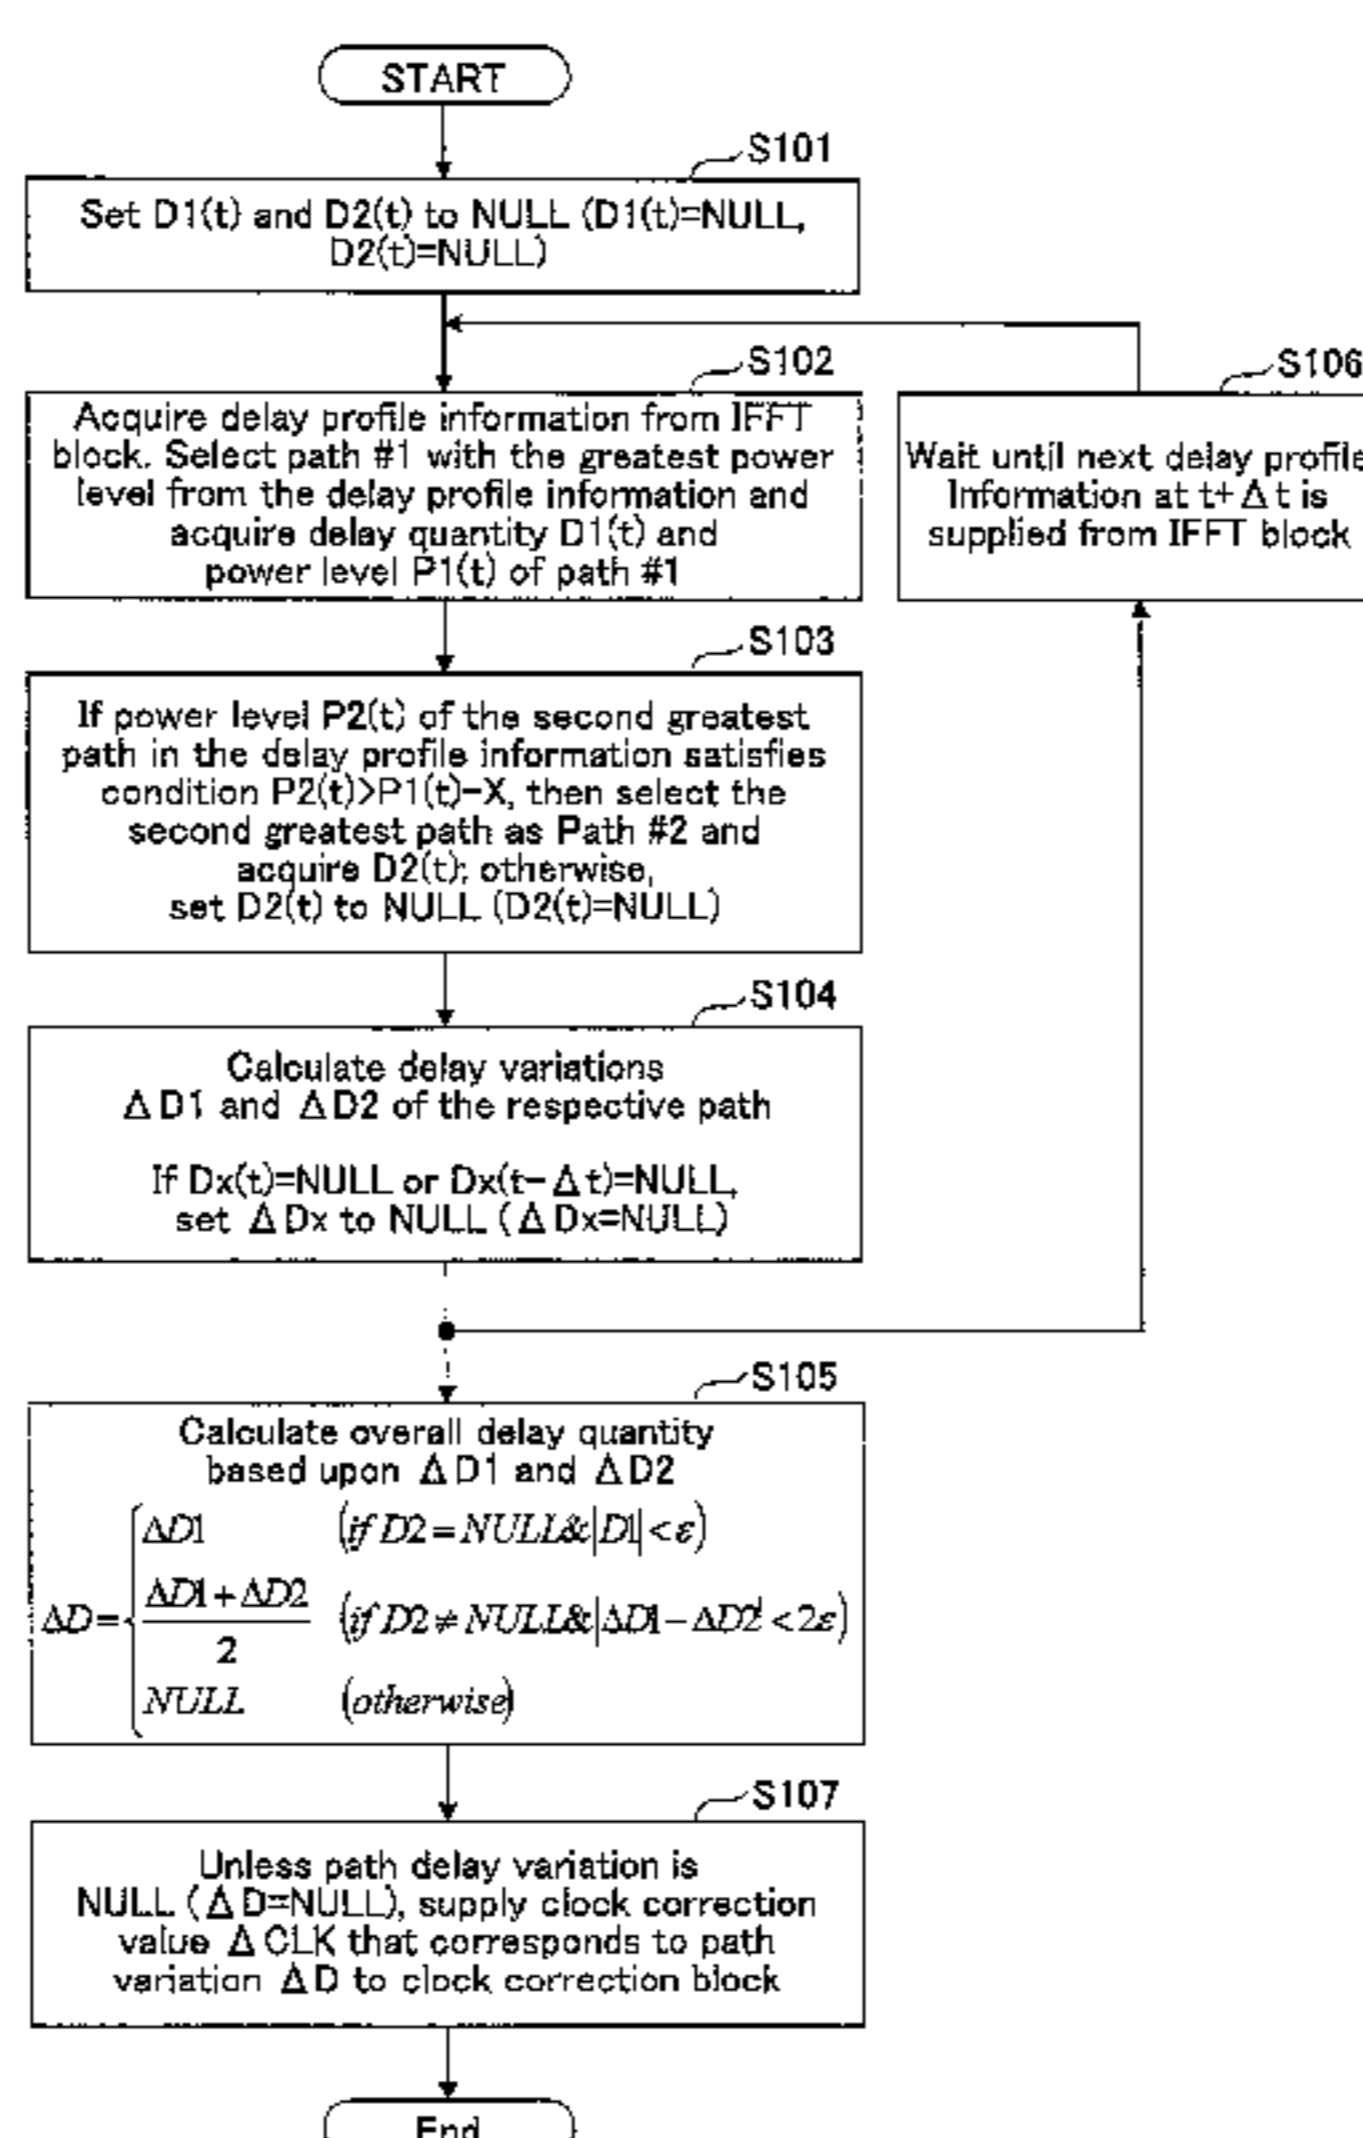 START
S101
Set D1(t) and D2(t) to NULL (D1(t)=NULL,
D2(t)=NULL)
S102
Acquire delay profile information from IFFT
block. Select path #1 with the greatest power
level from the delay profile information and
acquire delay quantity D1(t) and
power level P1(t) of path #1
S106
Wait until next delay profile
Information at t+Δt is
supplied from IFFT block
S103
If power level P2(t) of the second greatest
path in the delay profile information satisfies
condition P2(t)>P1(t)-X, then select the
second greatest path as Path #2 and
acquire D2(t); otherwise,
set D2(t) to NULL (D2(t)=NULL)
S104
Calculate delay variations
ΔD1 and ΔD2 of the respective path
If Dx(t)=NULL or Dx(t-Δt)=NULL,
set ΔDx to NULL (ΔDx=NULL)
S105
Calculate overall delay quantity
based upon ΔD1 and ΔD2
ΔD={ΔD1 (if D2=NULL&|D1|<ε)
ΔD1+ΔD2
2 (if D2≠NULL&|ΔD1-ΔD2|<2ε)
NULL (otherwise)
S107
Unless path delay variation is
NULL (ΔD=NULL), supply clock correction
value ΔCLK that corresponds to path
variation ΔD to clock correction block
End